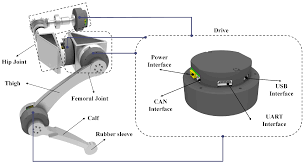 Drive
Hip Joint
Thigh
Femoral Joint
Calf
Rubber sleeve
Power
Interface
CAN
Interface
USB
Interface
UART
Interface